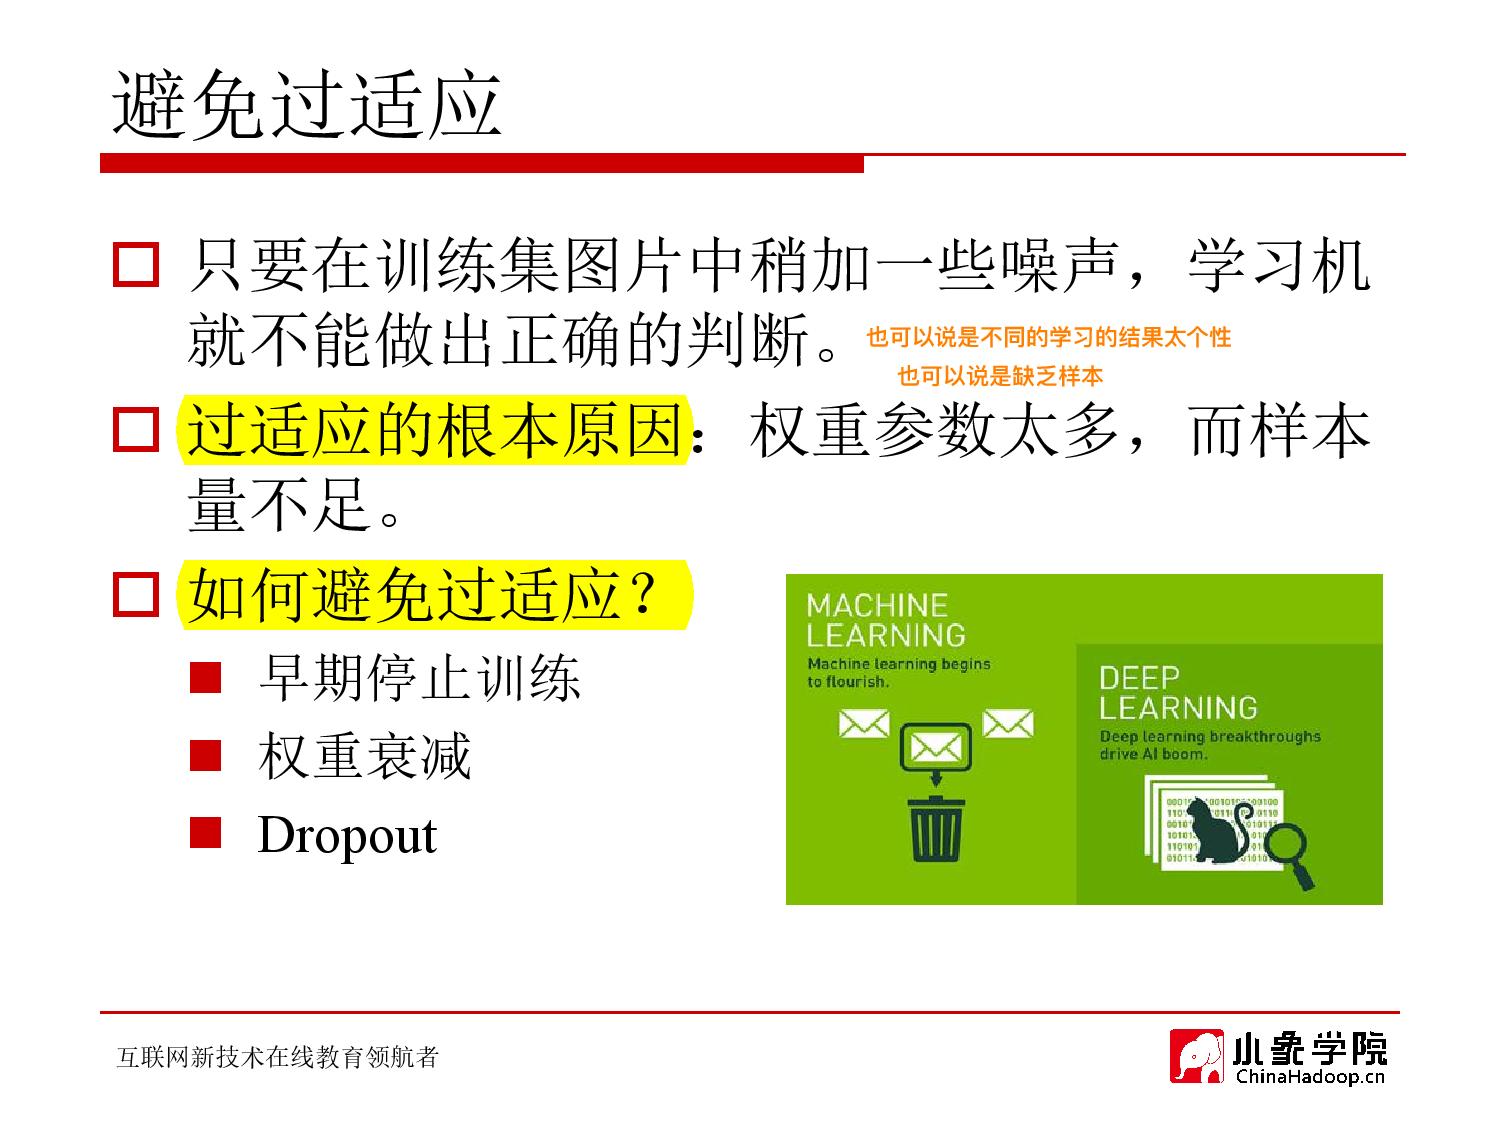 避免过适应
只要在训练集图片中稍加一些噪声，学习机
就不能做出正确的判断。
也可以说是不同的学习的结果太个性
也可以说是缺乏样本
过适应的根本原因：权重参数太多，而样本
量不足。
如何避免过适应？
早期停止训练
权重衰减
Dropout
MACHINE
LEARNING
Machine learning begins
to flourish.
DEEP
LEARNING
Deep learning breakthroughs
drive AI boom.
互联网新技术在线教育领航者
小象学院
ChinaHadoop.cn